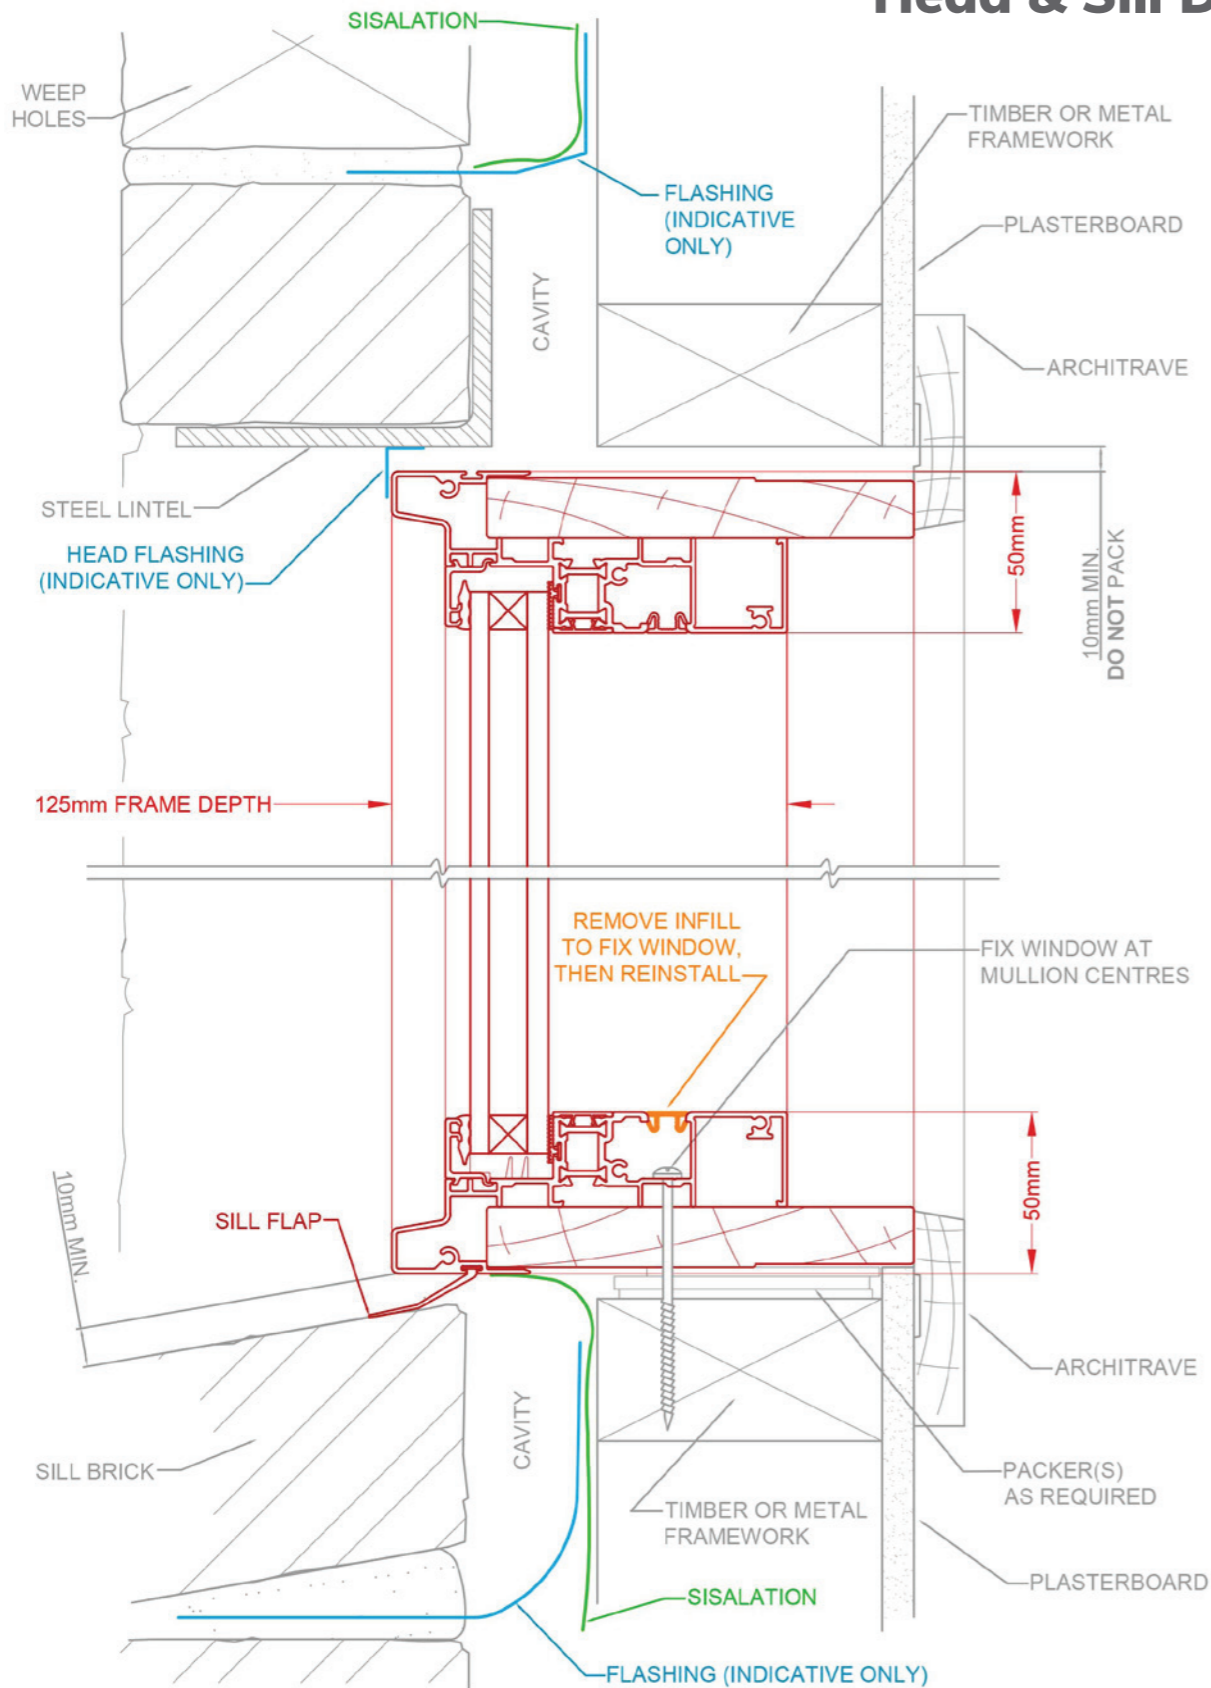 Head & Sill D
SISALATION
WEEP
HOLES
TIMBER OR METAL
FRAMEWORK
FLASHING
(INDICATIVE
ONLY)
PLASTERBOARD
CAVITY
ARCHITRAVE
STEEL LINTEL
HEAD FLASHING
(INDICATIVE ONLY)
50mm
10mm MIN.
DO NOT PACK
125mm FRAME DEPTH
REMOVE INFILL
TO FIX WINDOW,
THEN REINSTALL
FIX WINDOW AT
MULLION CENTRES
10mm MIN.
SILL FLAP
50mm
ARCHITRAVE
CAVITY
SILL BRICK
PACKER(S)
AS REQUIRED
TIMBER OR METAL
FRAMEWORK
PLASTERBOARD
SISALATION
FLASHING (INDICATIVE ONLY)